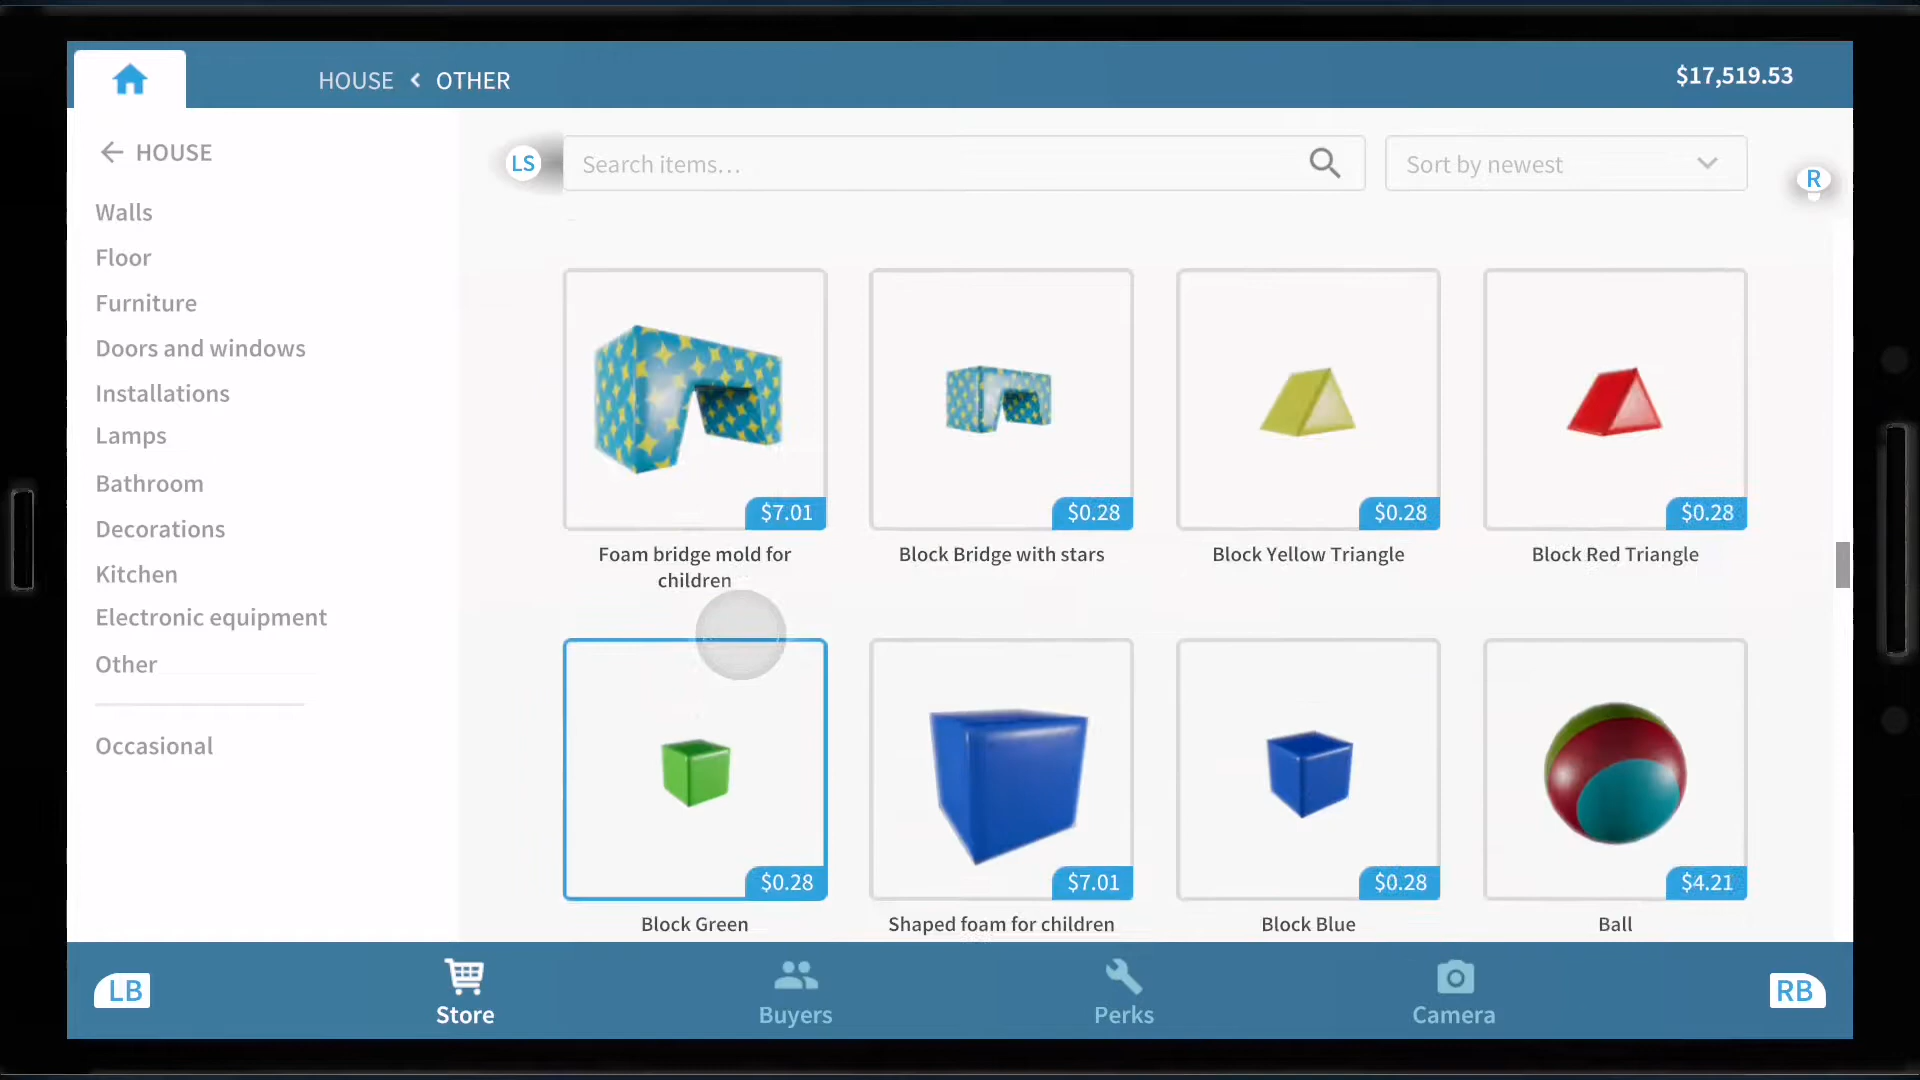 HOUSE < OTHER
$17,519.53
HOUSE
LS
Search items...
Sort by newest
R
Walls
Floor
Furniture
Doors and windows
Installations
Lamps
Bathroom
Decorations
Kitchen
Electronic equipment
Other
Occasional
$7.01
$0.28
$0.28
$0.28
Foam bridge mold for
children
Block Bridge with stars
Block Yellow Triangle
Block Red Triangle
$0.28
$7.01
$0.28
$4.21
Block Green
Shaped foam for children
Block Blue
Ball
LB
Store
Buyers
Perks
Camera
RB